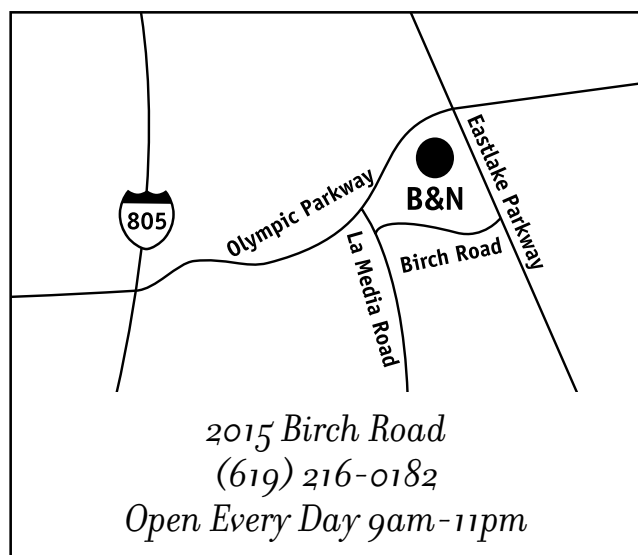 Eastlake Parkway
B&N
Olympic Parkway
805
Birch Road
La Media Road
2015 Birch Road
(619) 216-0182
Open Every Day 9am-11pm